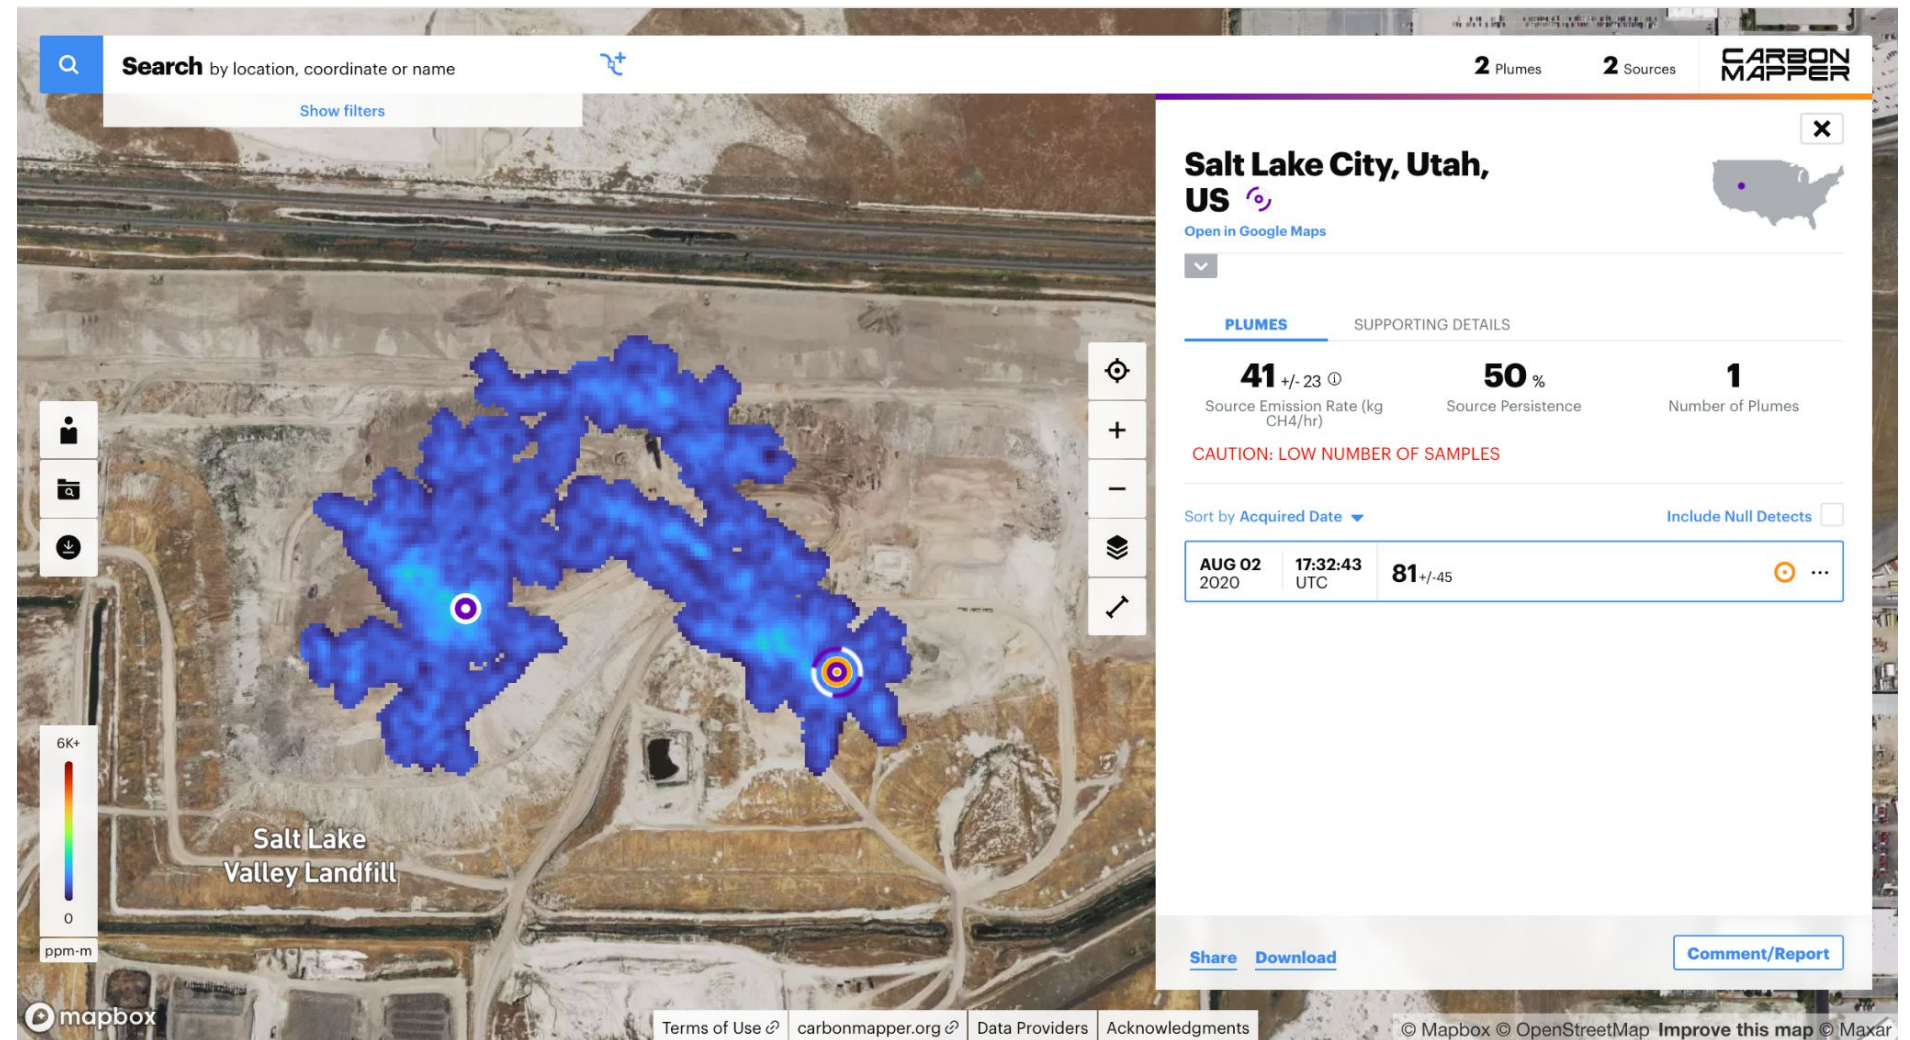 Search by location, coordinate or name
2 Plumes
2 Sources
CARBON
MAPPER
Show filters
Salt Lake City, Utah,
US
Open in Google Maps
PLUMES
SUPPORTING DETAILS
41 +/- 23
50 %
1
Source Emission Rate (kg
CH4/hr)
Source Persistence
Number of Plumes
CAUTION: LOW NUMBER OF SAMPLES
Sort by Acquired Date
Include Null Detects
AUG 02
2020
17:32:43
UTC
81 +/-45
6K+
0
ppm-m
Salt Lake
Valley Landfill
Share
Download
Comment/Report
mapbox
Terms of Use
carbonmapper.org
Data Providers
Acknowledgments
© Mapbox © OpenStreetMap Improve this map © Maxar